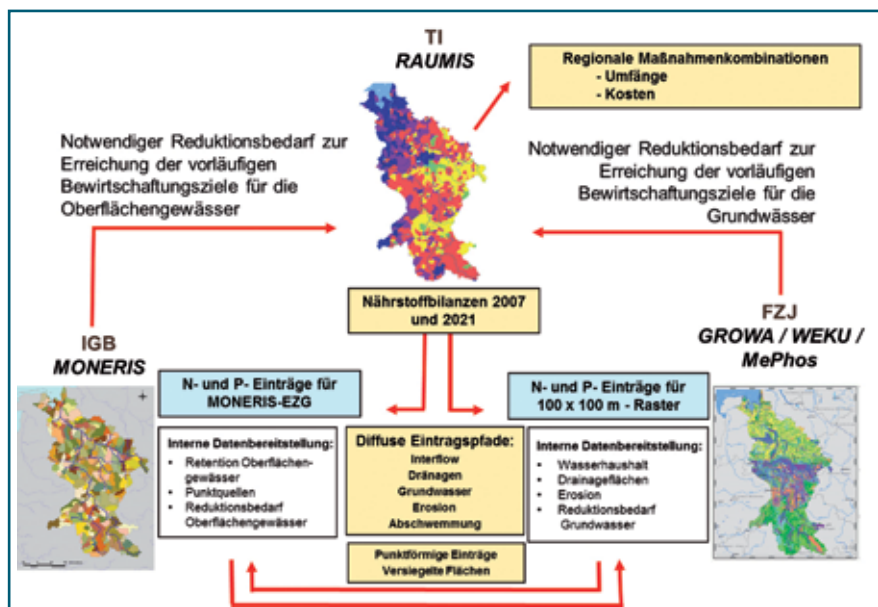 TI
RAUMIS
Regionale Maßnahmenkombinationen
- Umfänge
- Kosten
Notwendiger Reduktionsbedarf zur
Erreichung der vorläufigen
Bewirtschaftungsziele für die
Oberflächengewässer
Notwendiger Reduktionsbedarf zur
Erreichung der vorläufigen
Bewirtschaftungsziele für die
Grundwässer
Nährstoffbilanzen 2007
und 2021
IGB
MONERIS
FZJ
GROWA / WEKU /
MePhos
N- und P- Einträge für
MONERIS-EZG
N- und P- Einträge für
100 x 100 m - Raster
Interne Datenbereitstellung:
• Retention Oberflächen-
gewässer
• Punktquellen
• Reduktionsbedarf
Oberflächengewässer
Diffuse Eintragspfade:
Interflow
Dränagen
Grundwasser
Erosion
Abschwemmung
Interne Datenbereitstellung:
• Wasserhaushalt
• Drainageflächen
• Erosion
• Reduktionsbedarf
Grundwasser
Punktförmige Einträge
Versiegelte Flächen